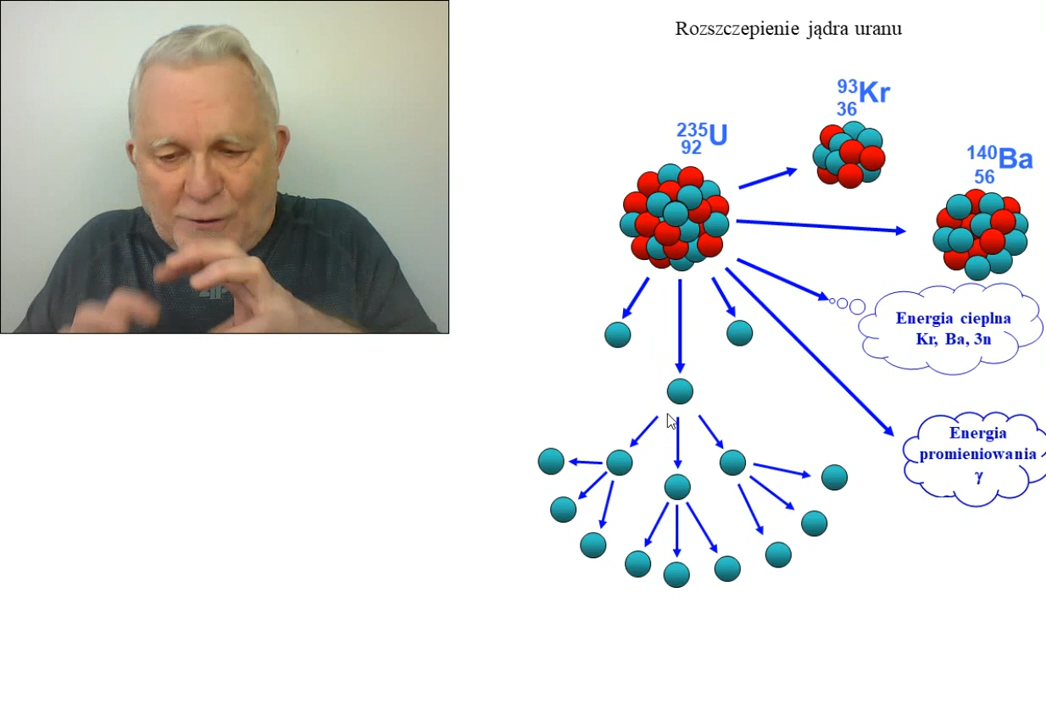 Rozszczepienie jądra uranu
93
36 Kr
235
92 U
140
56 Ba
Energia cieplna
Kr, Ba, 3n
Energia
promieniowania
γ